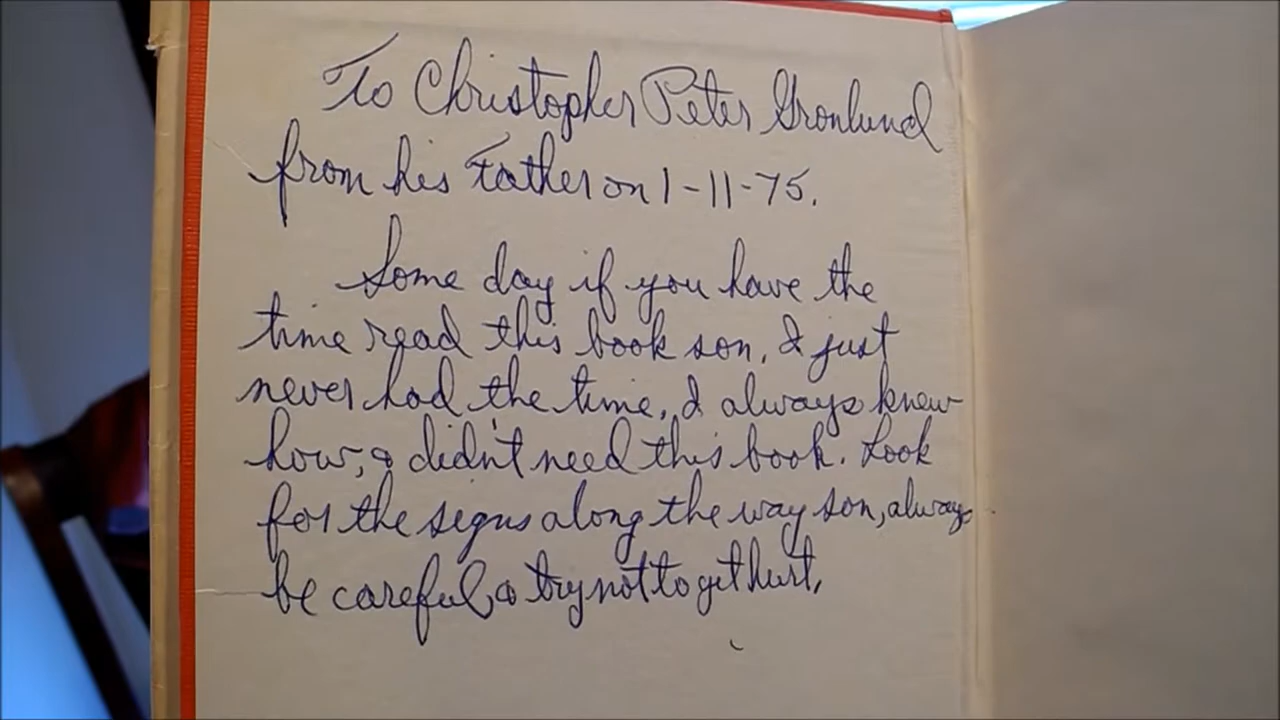 To Christopher Peter Gronlund
from his Father on 1-11-75.
Some day if you have the
time read this book son. I just
never had the time, I always knew
how, & didn't need this book. Look
for the signs along the way son, always
be careful, & try not to get hurt,